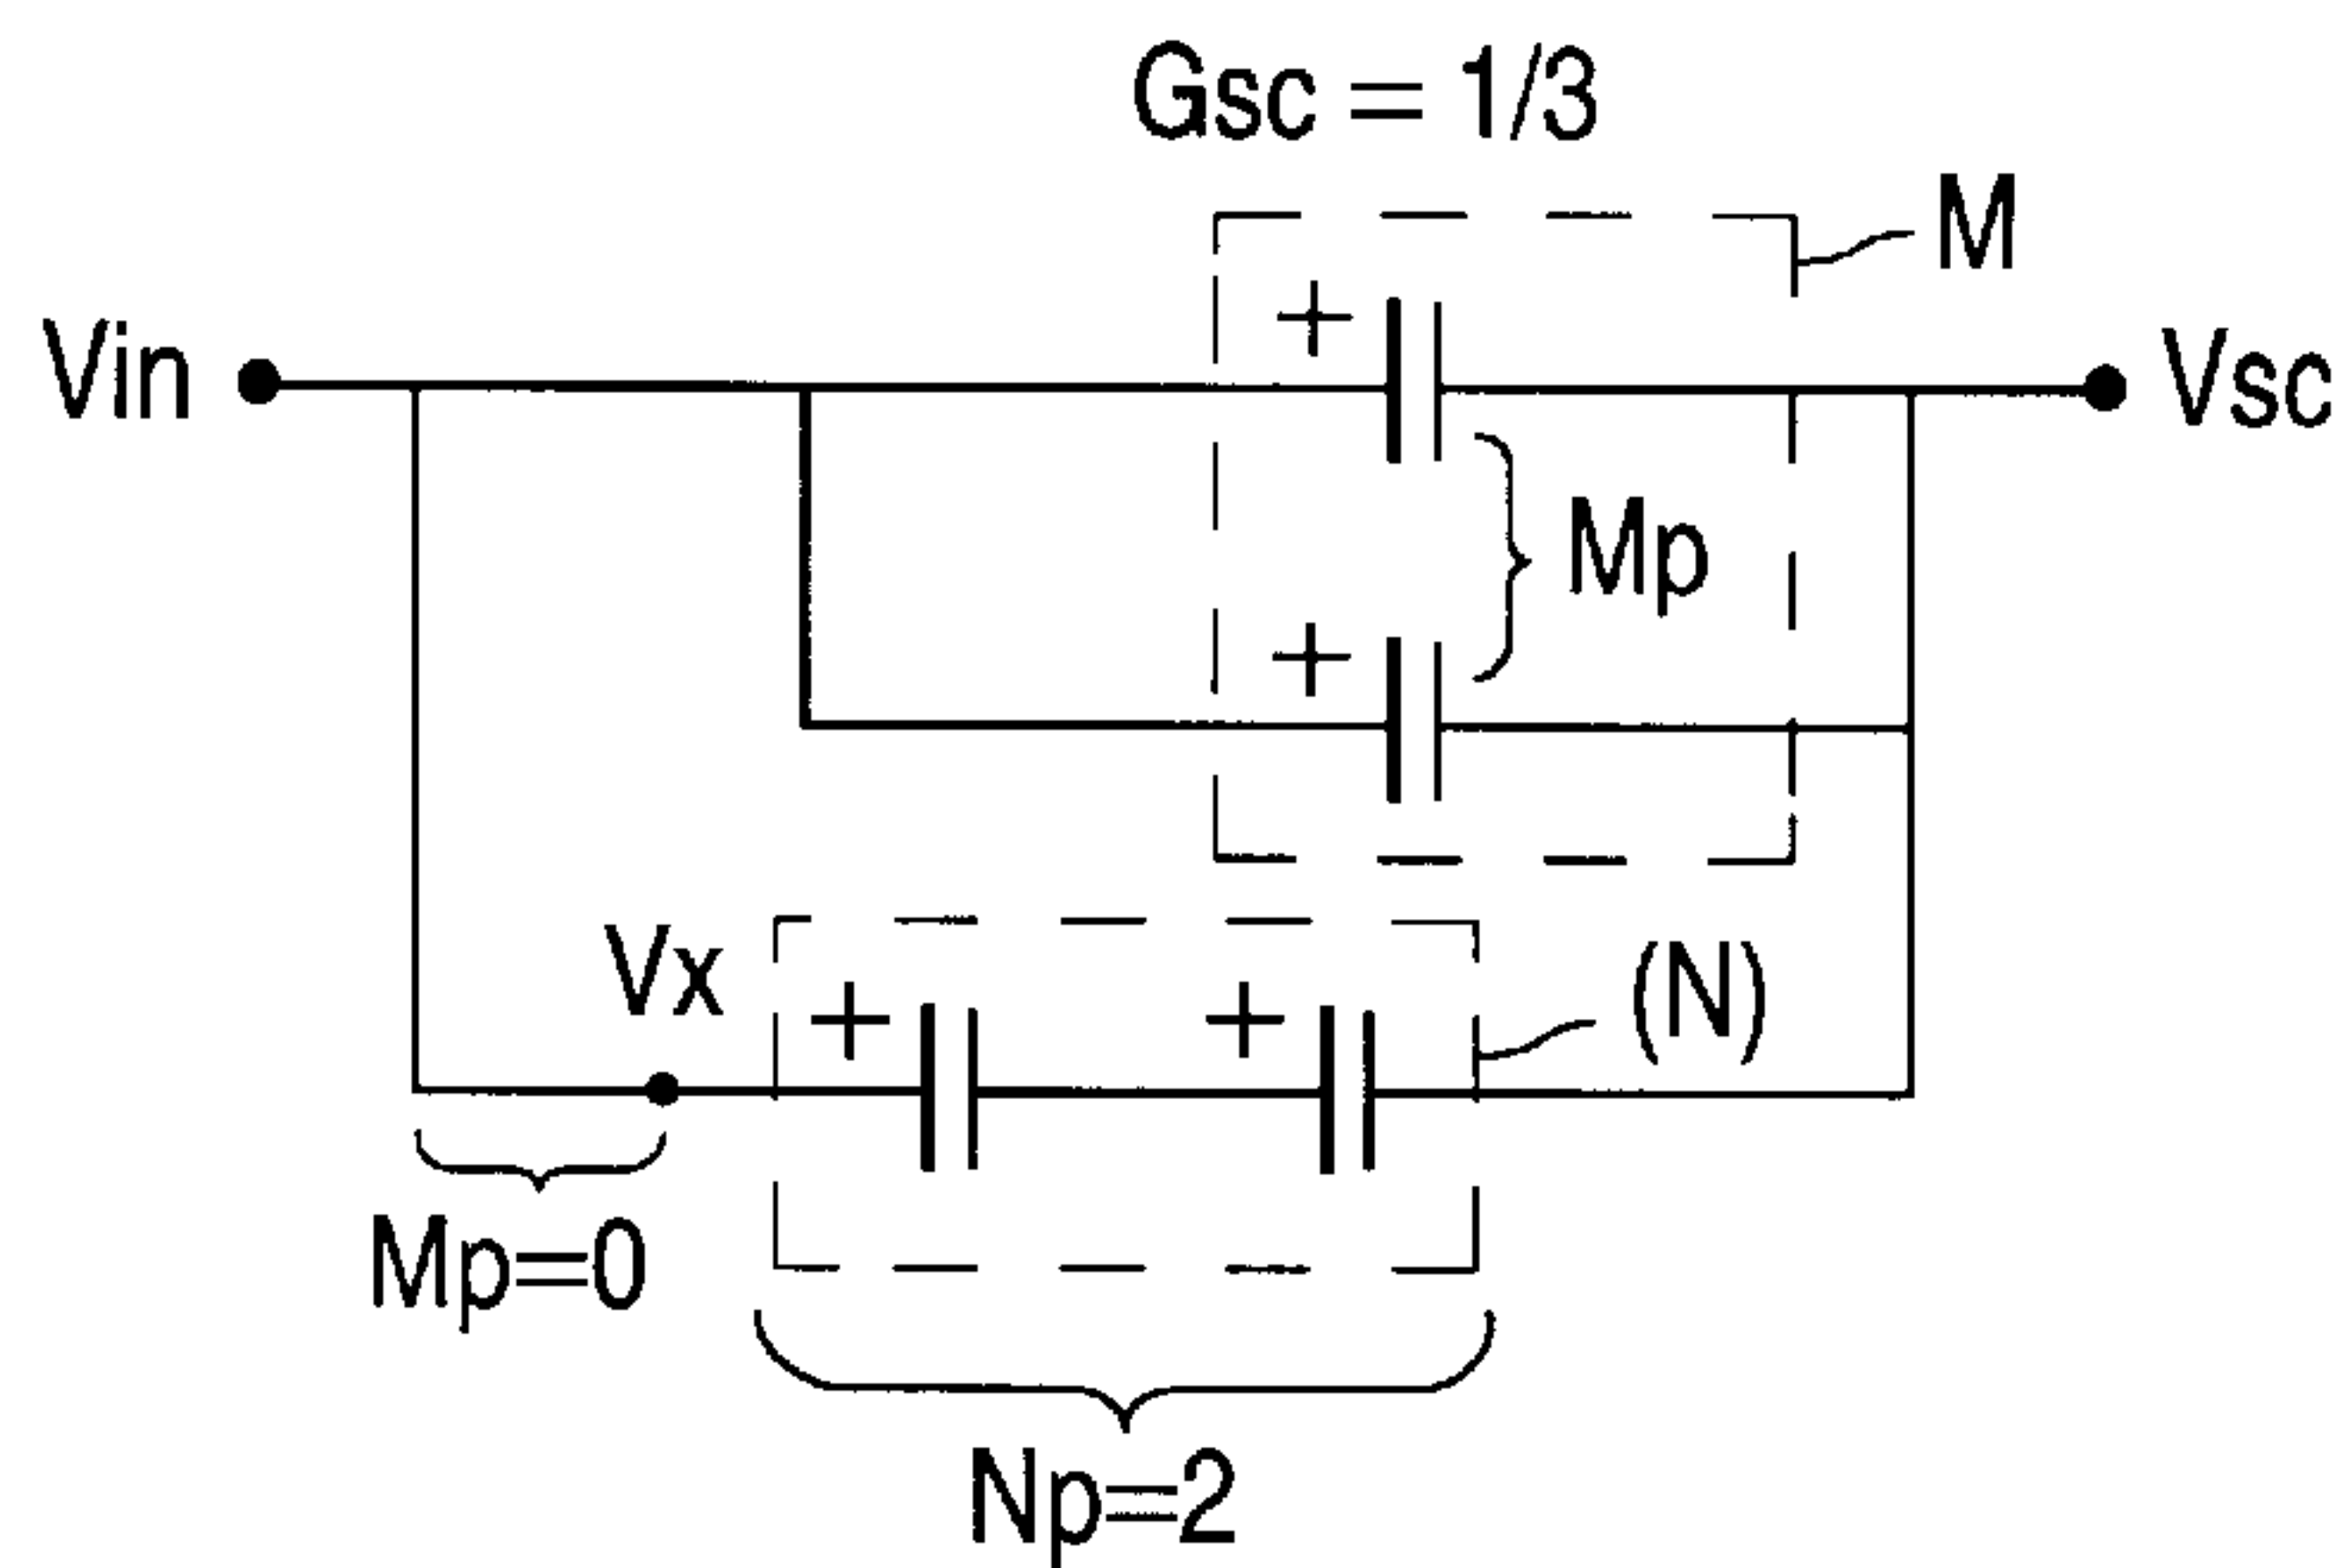 Gsc = 1/3
M
Vin
+
Vsc
Mp
+
Vx
+
+
(N)
Mp=0
Np=2